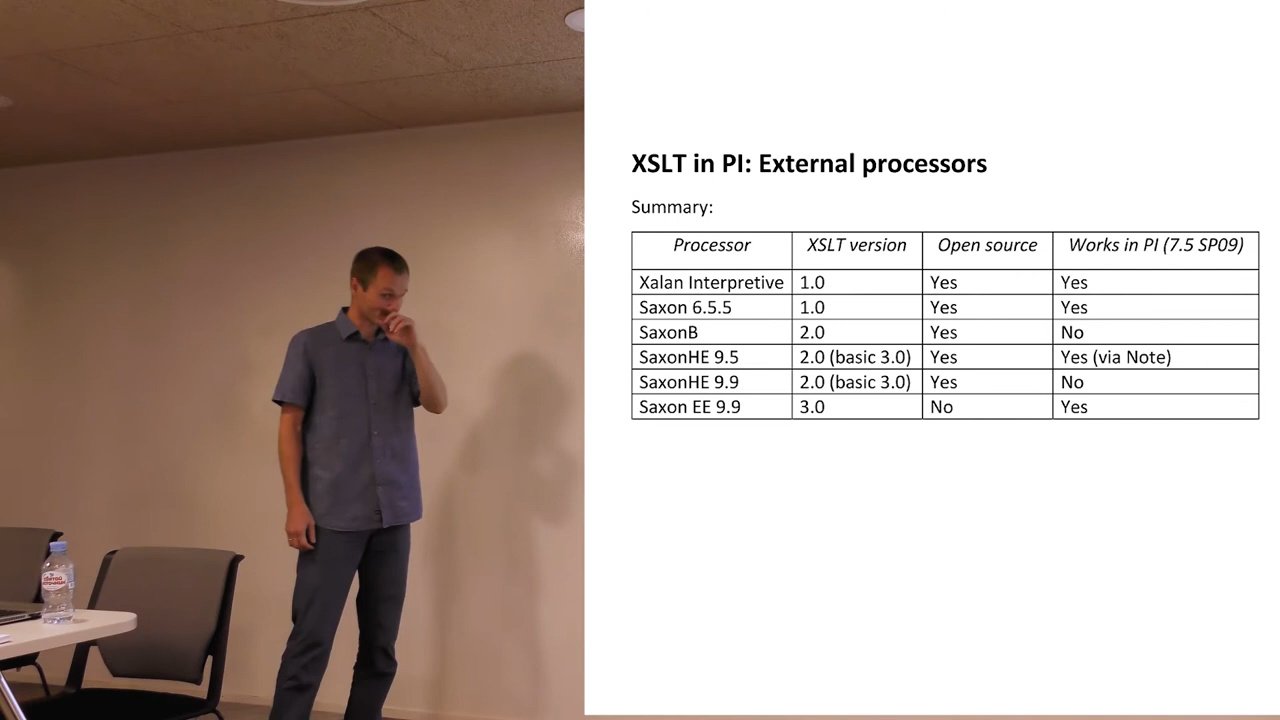 XSLT in PI: External processors
Summary:
Processor XSLT version Open source Works in PI (7.5 SP09)
Xalan Interpretive 1.0 Yes Yes
Saxon 6.5.5 1.0 Yes Yes
SaxonB 2.0 Yes No
SaxonHE 9.5 2.0 (basic 3.0) Yes Yes (via Note)
SaxonHE 9.9 2.0 (basic 3.0) Yes No
Saxon EE 9.9 3.0 No Yes
святой
источник